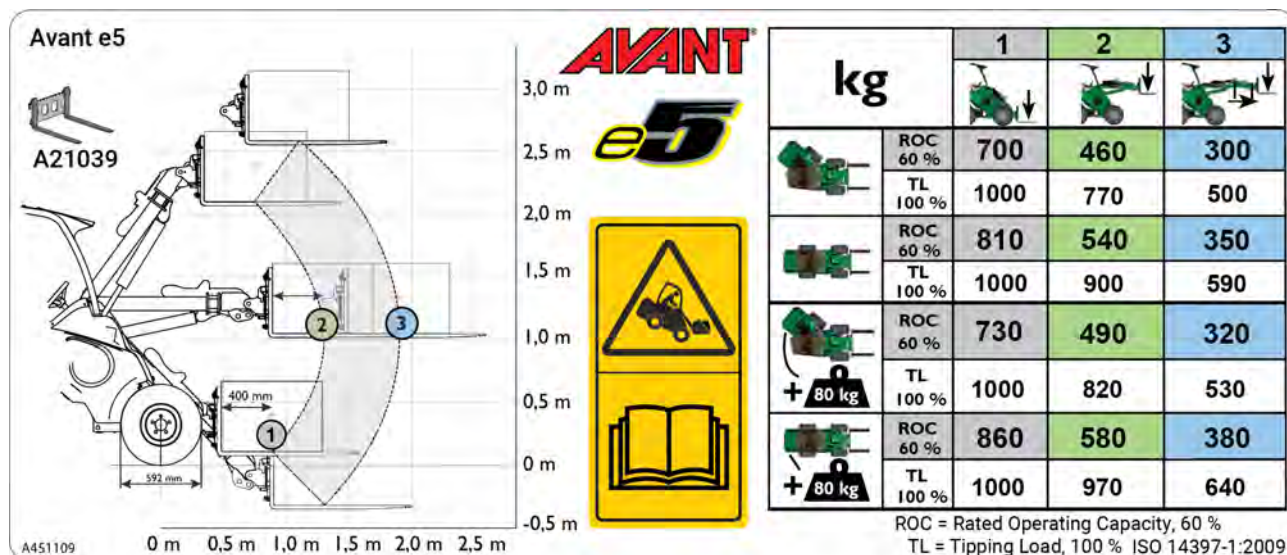 Avant e5
A21039
3,0 m
2,5 m
2,0 m
1,5 m
1,0 m
0,5 m
0 m
-0,5 m
2
3
400 mm
1
592 mm
0 m 0,5 m 1,0 m 1,5 m 2,0 m 2,5 m
A451109
AVANT®
e5
kg 1 2 3
ROC 60 % 700 460 300
TL 100 % 1000 770 500
ROC 60 % 810 540 350
TL 100 % 1000 900 590
ROC 60 % 730 490 320
+ 80 kg TL 100 % 1000 820 530
ROC 60 % 860 580 380
+ 80 kg TL 100 % 1000 970 640
ROC = Rated Operating Capacity, 60 %
TL = Tipping Load, 100 % ISO 14397-1:2009